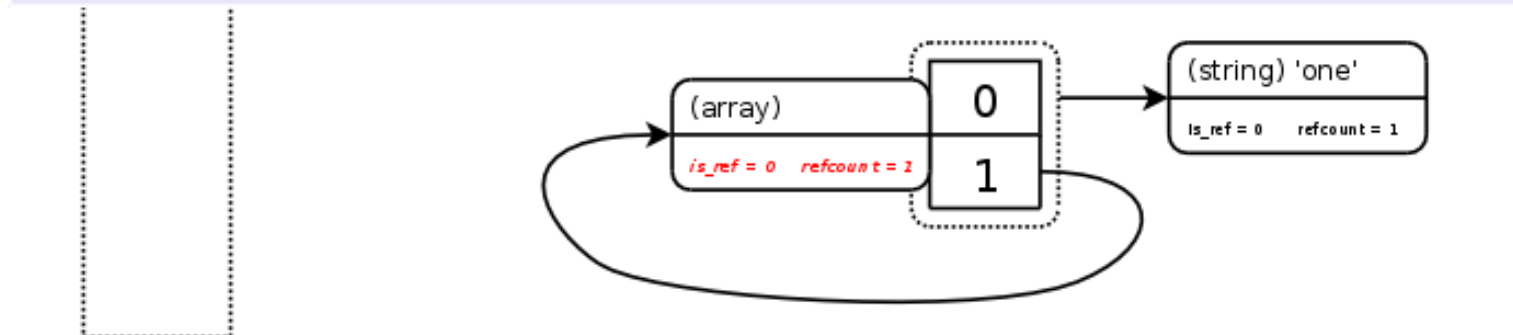 (array)
is_ref = 0 refcount = 1
0
1
(string) 'one'
is_ref = 0 refcount = 1